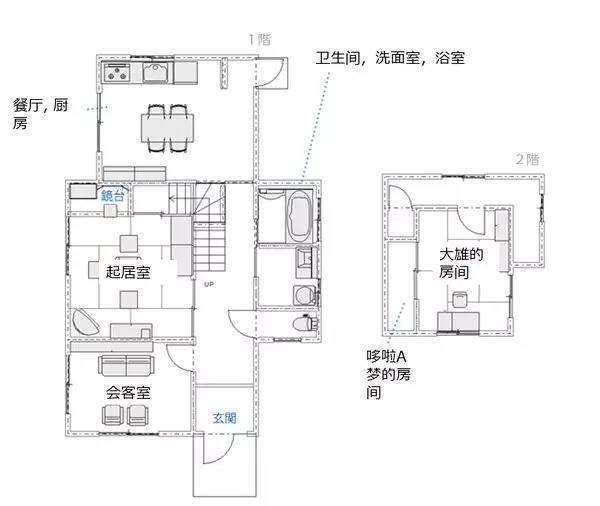 1階
卫生间，洗面室，浴室
餐厅，厨
房
2階
鏡台
大雄的
房间
起居室
UP
哆啦A
梦的房
间
会客室
玄関